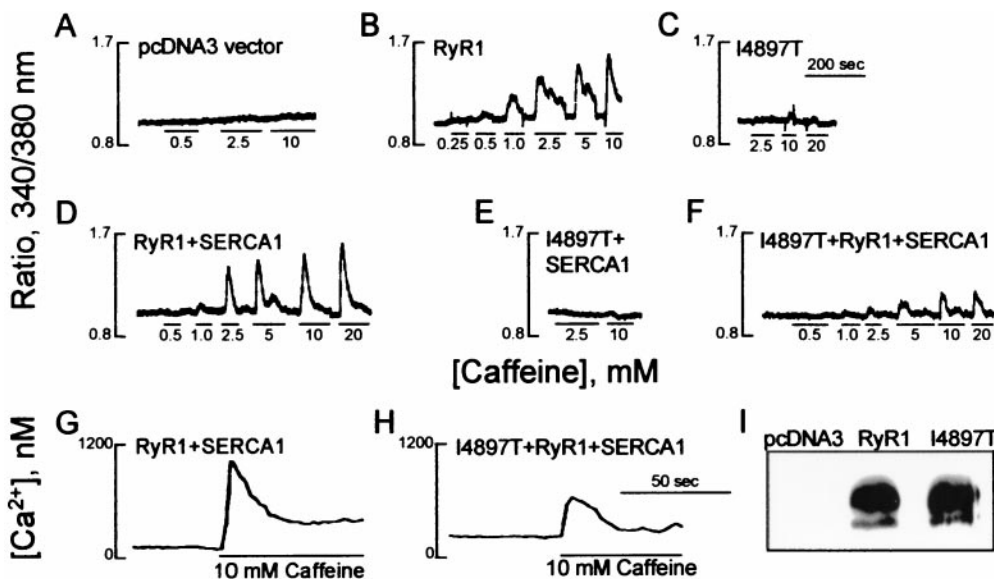 A
pcDNA3 vector
1.7
0.8
0.5 2.5 10
B
RyR1
1.7
0.8
0.25 0.5 1.0 2.5 5 10
C
I4897T
1.7
0.8
200 sec
2.5 10 20
Ratio, 340/380 nm
D
RyR1+SERCA1
1.7
0.8
0.5 1.0 2.5 5 10 20
E
I4897T+
SERCA1
1.7
0.8
2.5 10
F
I4897T+RyR1+SERCA1
1.7
0.8
0.5 1.0 2.5 5 10 20
[Caffeine], mM
[Ca2+], nM
G
RyR1+SERCA1
1200
0
10 mM Caffeine
H
I4897T+RyR1+SERCA1
1200
0
50 sec
10 mM Caffeine
I
pcDNA3 RyR1 I4897T